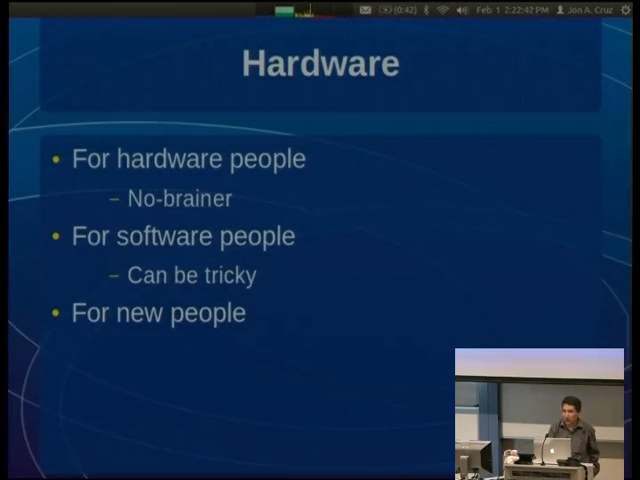 (0:42) Feb 1 2:22:42 PM Jon A. Cruz
Hardware
• For hardware people
– No-brainer
• For software people
– Can be tricky
• For new people